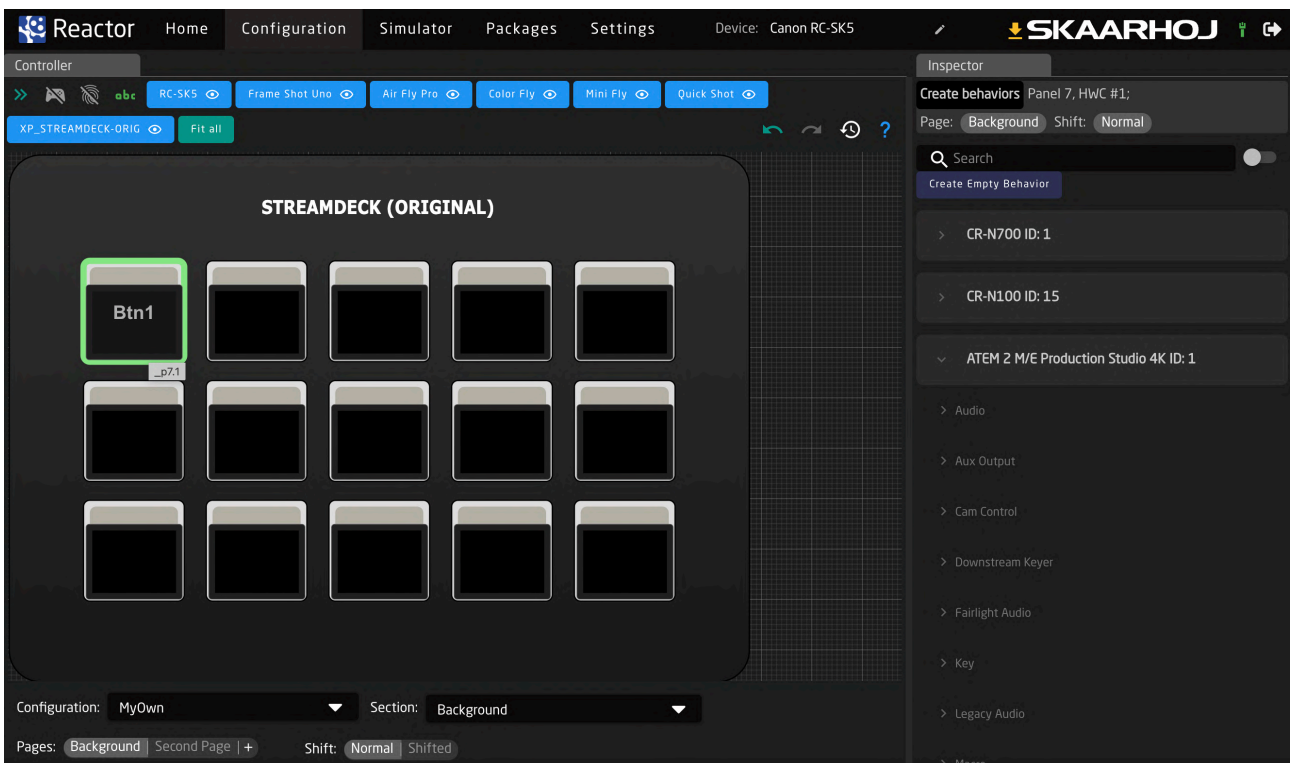 Reactor Home Configuration Simulator Packages Settings Device: Canon RC-SK5 SKAARHOJ
Controller
abc RC-SK5 Frame Shot Uno Air Fly Pro Color Fly Mini Fly Quick Shot
XP_STREAMDECK-ORIG Fit all ?
STREAMDECK (ORIGINAL)
Btn1
_p7.1
Configuration: MyOwn Section: Background
Pages: Background Second Page + Shift: Normal Shifted
Inspector
Create behaviors Panel 7, HWC #1;
Page: Background Shift: Normal
Search
Create Empty Behavior
CR-N700 ID: 1
CR-N100 ID: 15
ATEM 2 M/E Production Studio 4K ID: 1
Audio
Aux Output
Cam Control
Downstream Keyer
Fairlight Audio
Key
Legacy Audio